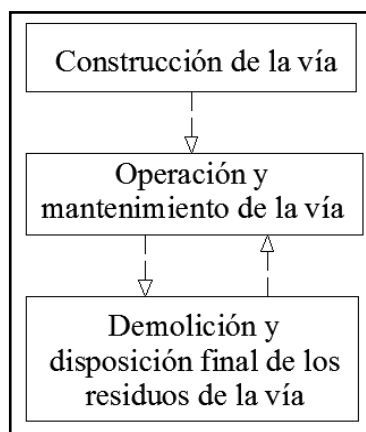 Construcción de la vía
Operación y
mantenimiento de la vía
Demolición y
disposición final de los
residuos de la vía